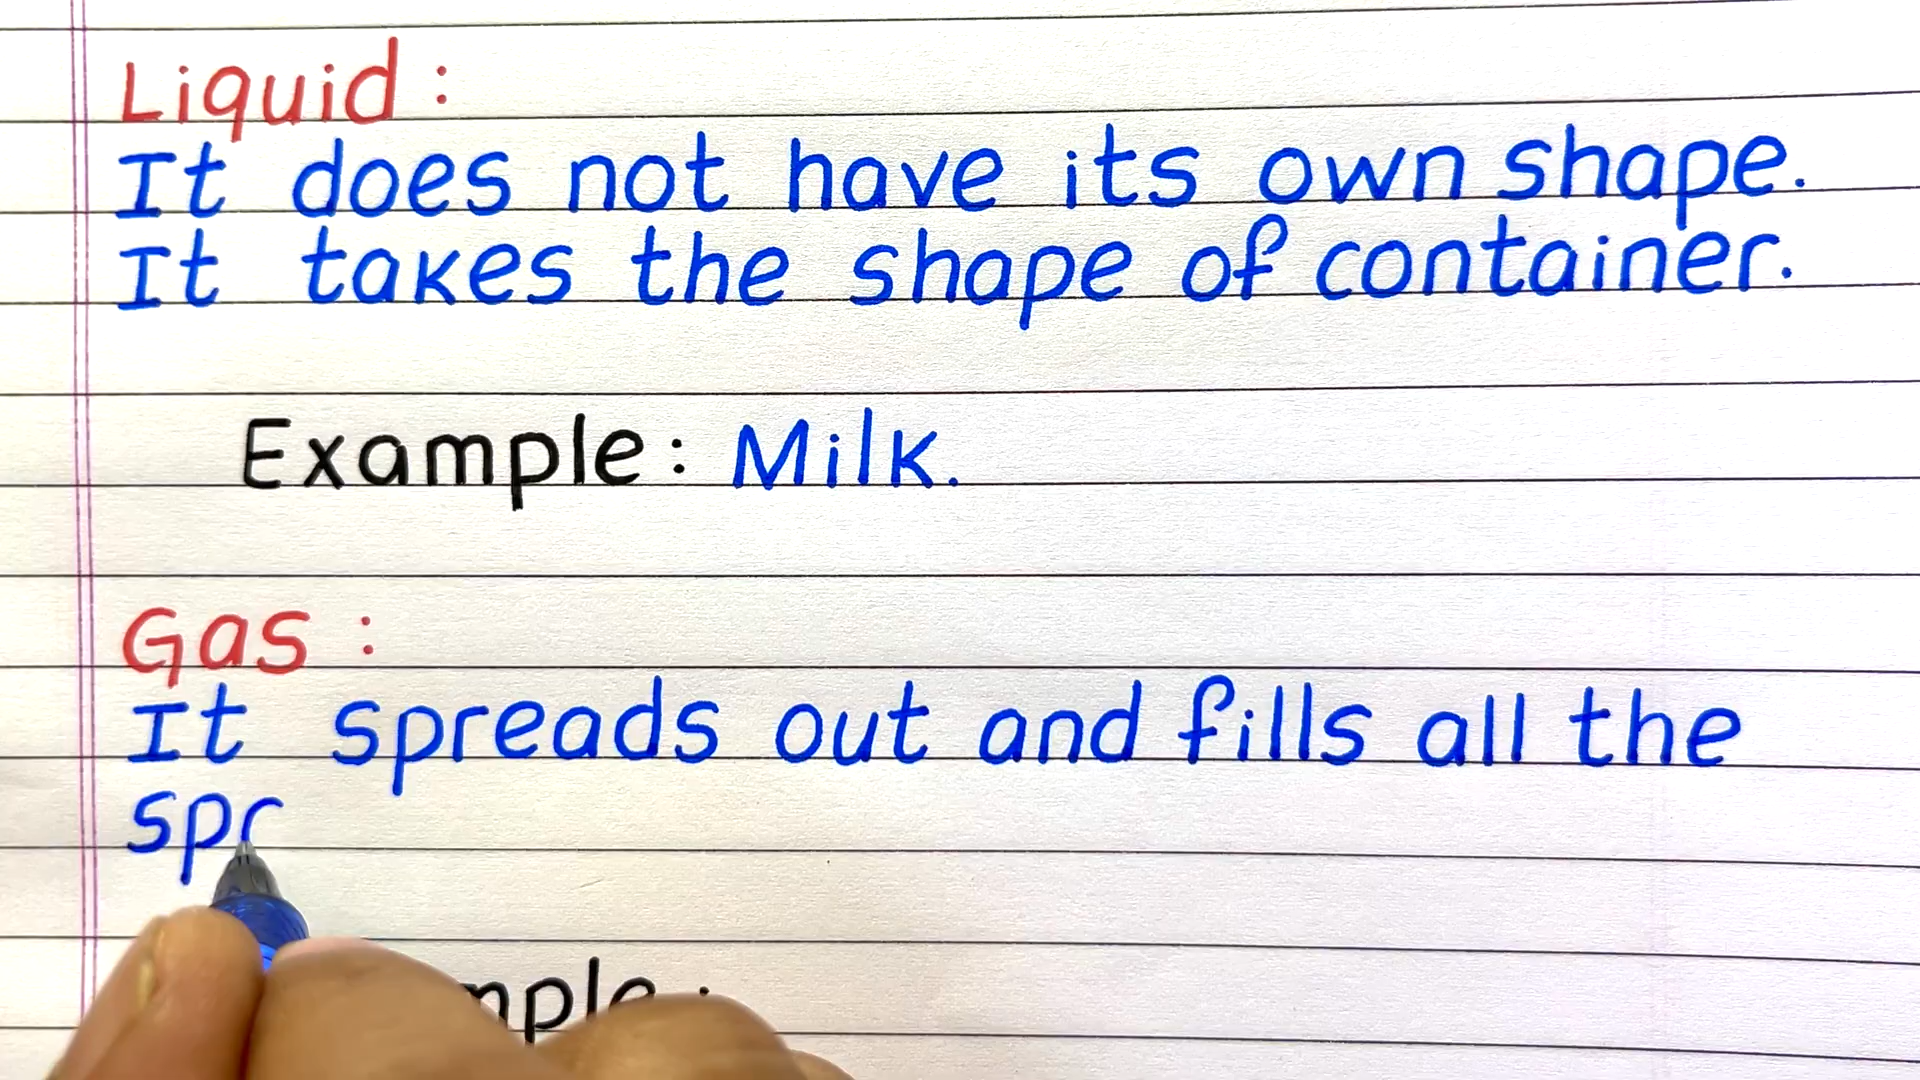 Liquid :
It does not have its own shape.
It takes the shape of container.
Example : Milk.
Gas :
It spreads out and fills all the